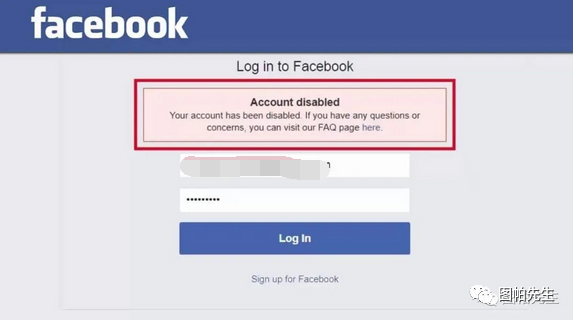 facebook
Log in to Facebook
Account disabled
Your account has been disabled. If you have any questions or
concerns, you can visit our FAQ page here.
•••••••••
Log In
Sign up for Facebook
图帕先生